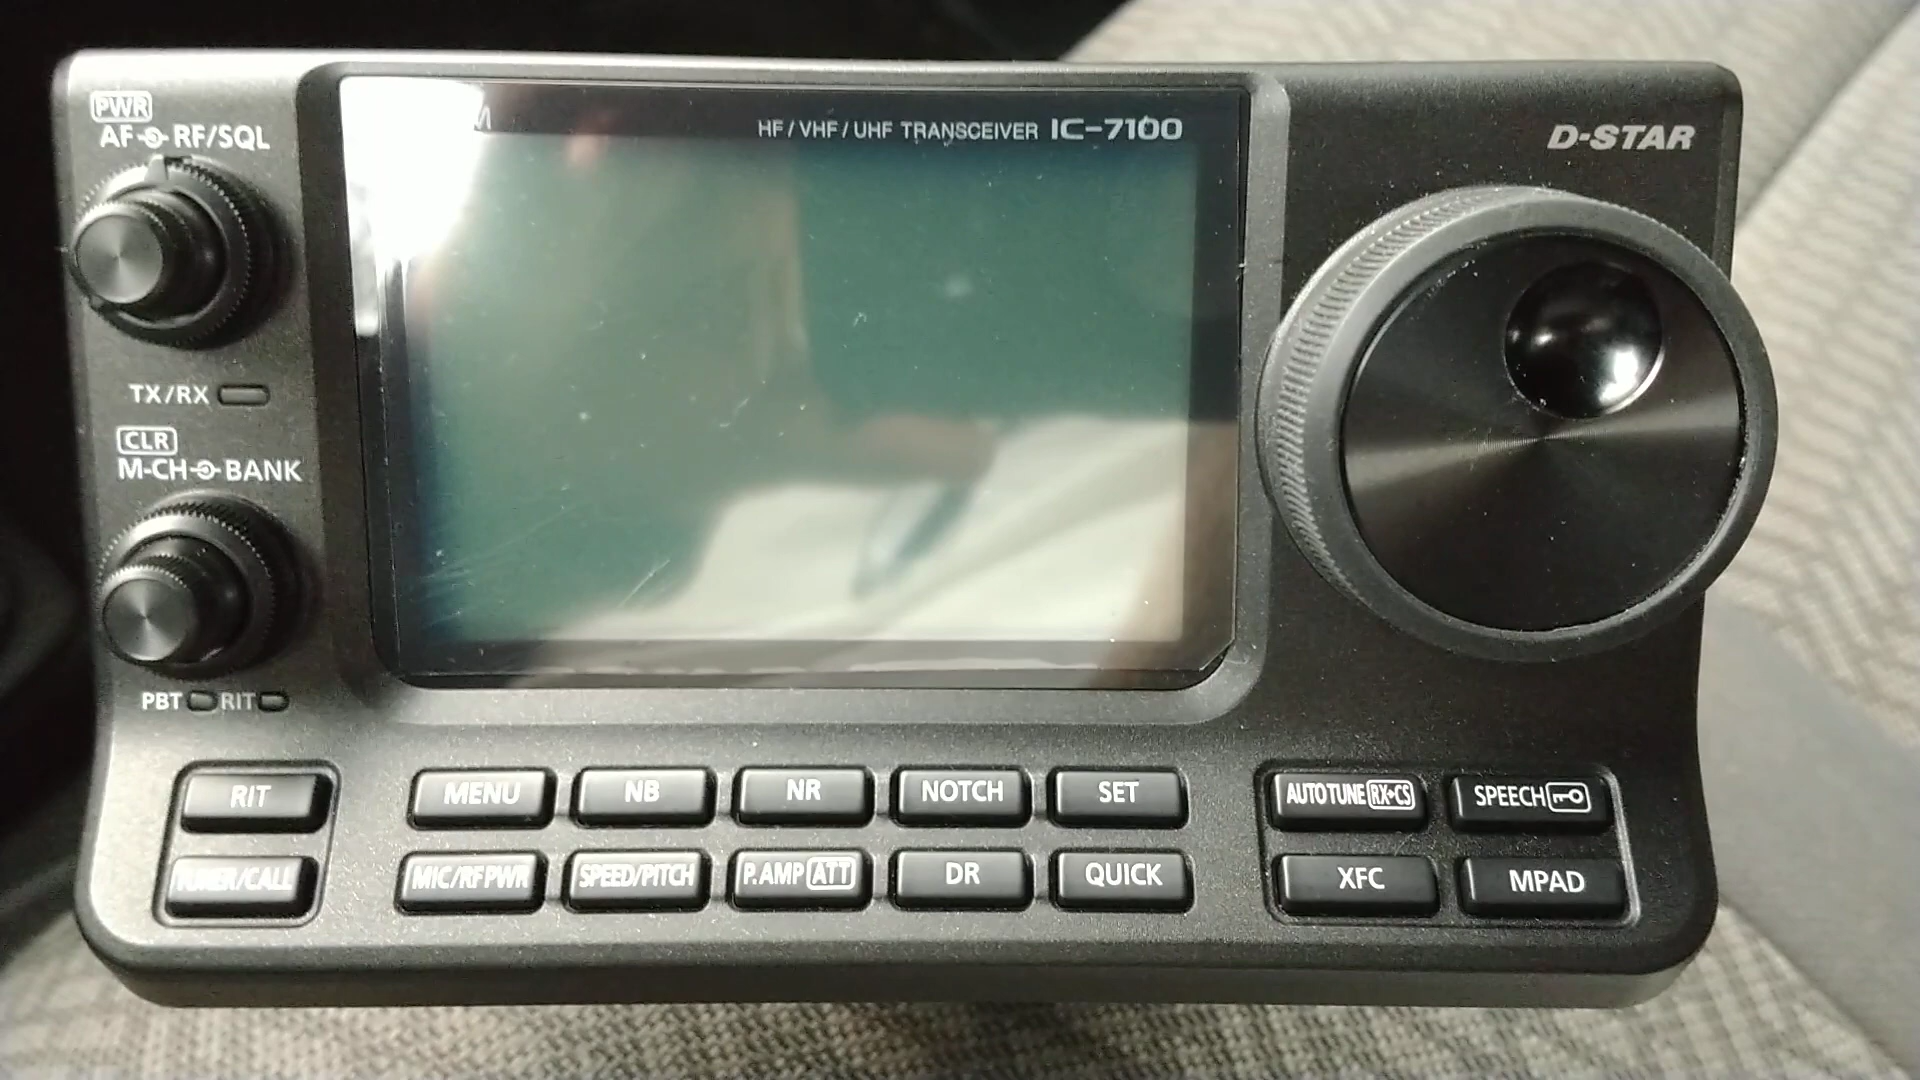 PWR
AF RF/SQL
HF/VHF/UHF TRANSCEIVER IC-7100
D-STAR
TX/RX
CLR
M-CH BANK
PBT RIT
RIT MENU NB NR NOTCH SET AUTO TUNE RX▸CS SPEECH
TUNER/CALL MIC/RF PWR SPEED/PITCH P.AMP ATT DR QUICK XFC MPAD